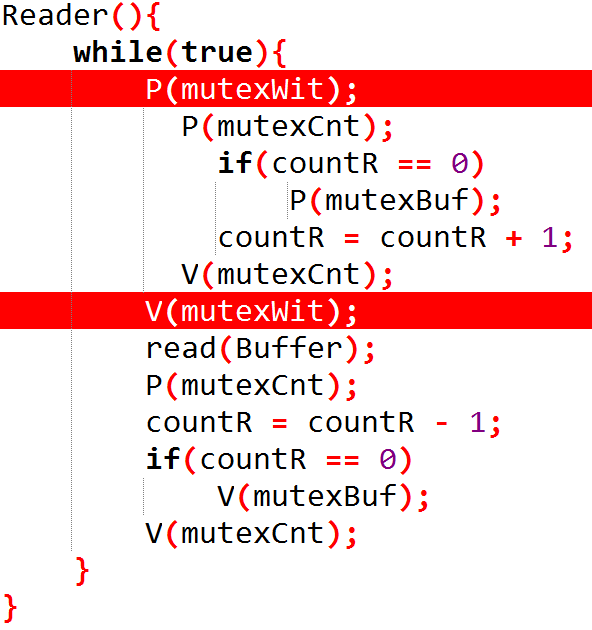 Reader(){
while(true){
P(mutexWit);
P(mutexCnt);
if(countR == 0)
P(mutexBuf);
countR = countR + 1;
V(mutexCnt);
V(mutexWit);
read(Buffer);
P(mutexCnt);
countR = countR - 1;
if(countR == 0)
V(mutexBuf);
V(mutexCnt);
}
}